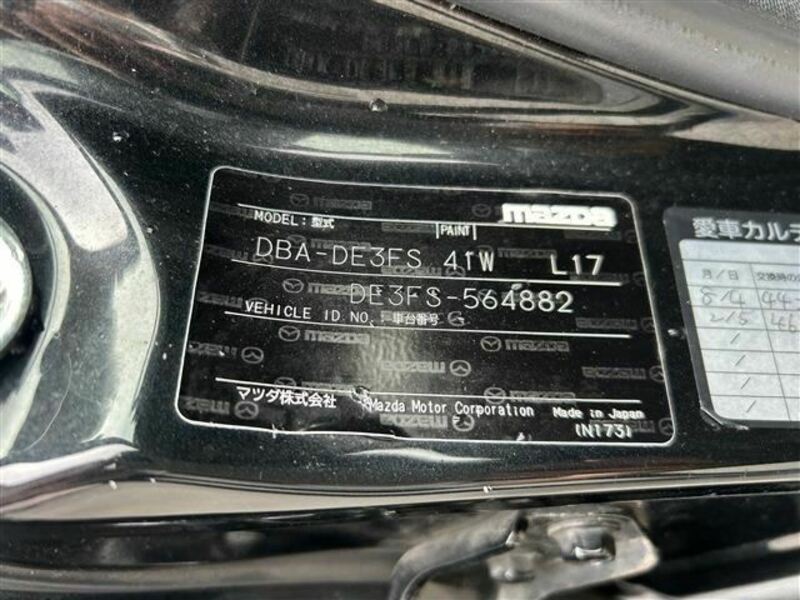 mazda
MODEL:型式 PAINT
DBA-DE3FS 41W L17
DE3FS-564882
VEHICLE ID NO.:車台番号
マツダ株式会社 Mazda Motor Corporation Made in Japan
(N173)
愛車カルテ
月/日
8/4
2/5